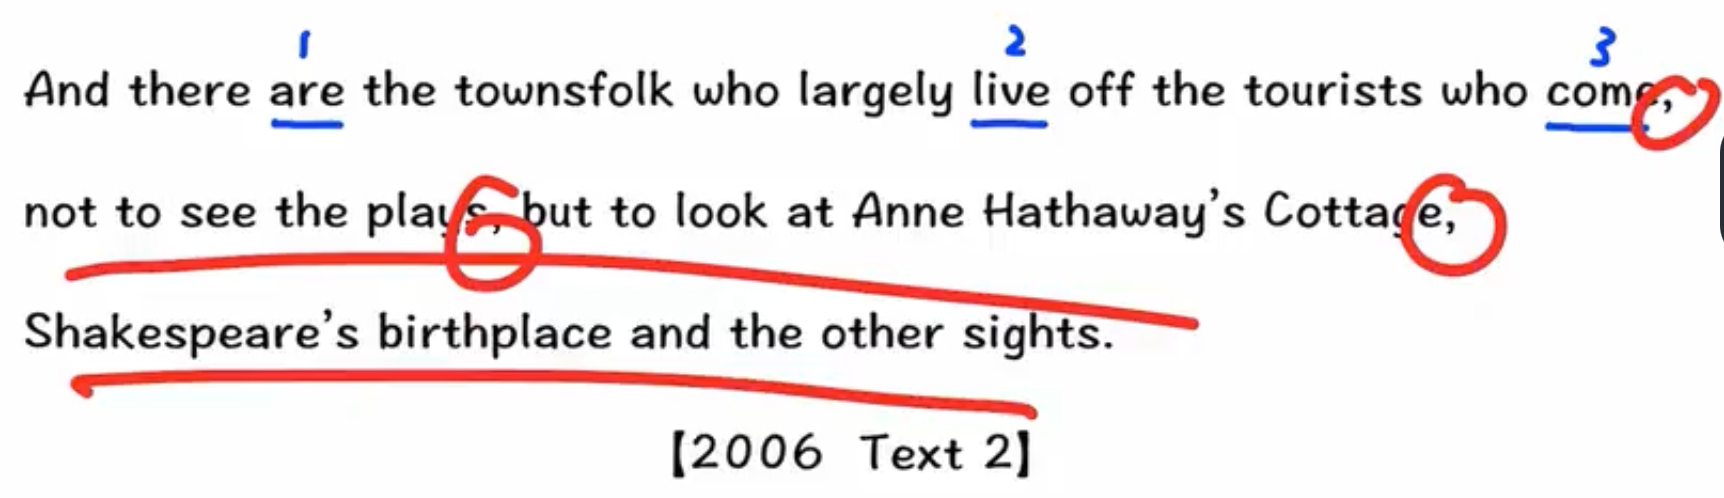 1 2 3
And there are the townsfolk who largely live off the tourists who come,
not to see the plays, but to look at Anne Hathaway's Cottage,
Shakespeare's birthplace and the other sights.
【2006 Text 2】